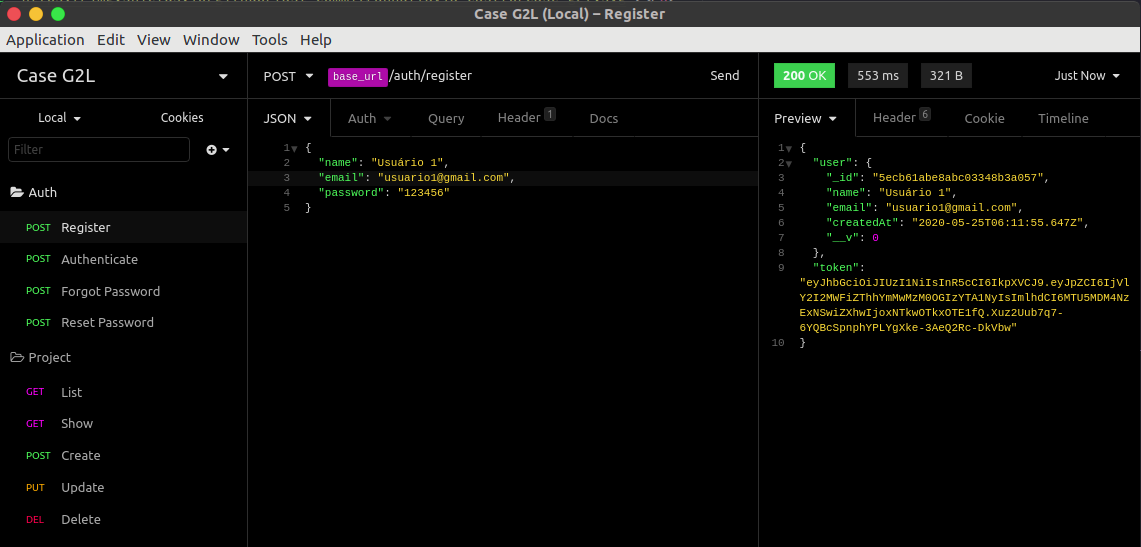 Case G2L (Local) – Register
Application Edit View Window Tools Help
Case G2L
Local
Cookies
Filter
Auth
POST Register
POST Authenticate
POST Forgot Password
POST Reset Password
Project
GET List
GET Show
POST Create
PUT Update
DEL Delete
POST base_url/auth/register Send
JSON Auth Query Header 1 Docs
1 {
2 "name": "Usuário 1",
3 "email": "usuario1@gmail.com",
4 "password": "123456"
5 }
200 OK 553 ms 321 B Just Now
Preview Header 6 Cookie Timeline
1 {
2 "user": {
3 "_id": "5ecb61abe8abc03348b3a057",
4 "name": "Usuário 1",
5 "email": "usuario1@gmail.com",
6 "createdAt": "2020-05-25T06:11:55.647Z",
7 "__v": 0
8 },
9 "token":
"eyJhbGciOiJIUzI1NiIsInR5cCI6IkpXVCJ9.eyJpZCI6IjVl
Y2I2MWFiZThhYmMwMzM0OGIzYTA1NyIsImlhdCI6MTU5MDM4Nz
ExNSwiZXhwIjoxNTkwOTkxOTE1fQ.Xuz2Uub7q7-
6YQBcSpnphYPLYgXke-3AeQ2Rc-DkVbw"
10 }